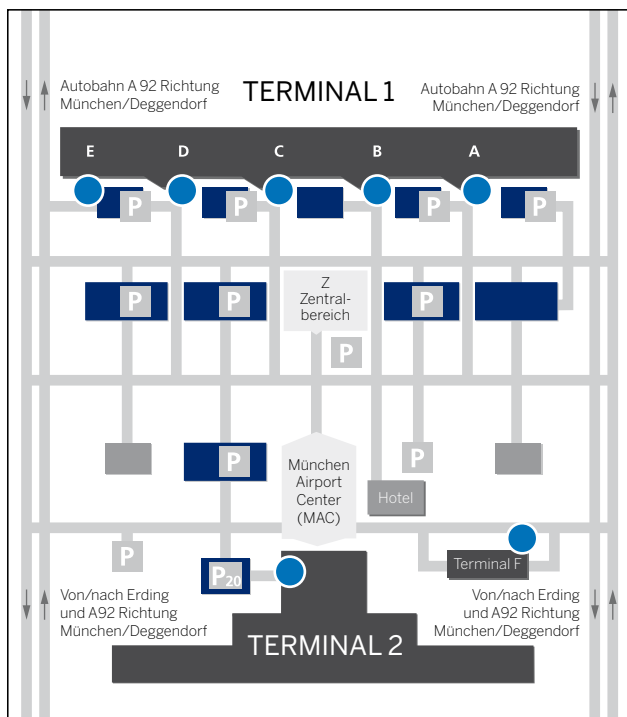 Autobahn A 92 Richtung
München/Deggendorf
TERMINAL 1
Autobahn A 92 Richtung
München/Deggendorf
E D C B A
P P P P
P P P
Z
Zentral-
bereich
P
P P
München
Airport
Center
(MAC)
Hotel
P
P20
Terminal F
Von/nach Erding
und A92 Richtung
München/Deggendorf
Von/nach Erding
und A92 Richtung
München/Deggendorf
TERMINAL 2